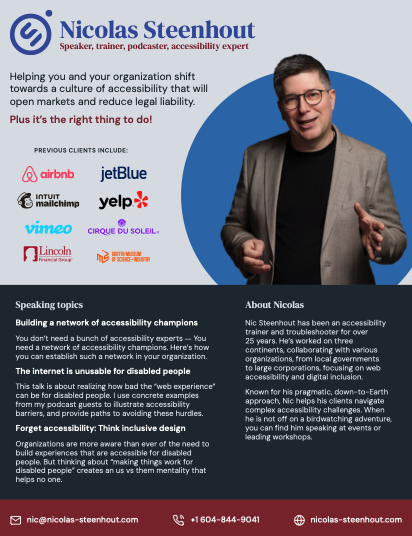 Nicolas Steenhout
Speaker, trainer, podcaster, accessibility expert
Helping you and your organization shift
towards a culture of accessibility that will
open markets and reduce legal liability.
Plus it's the right thing to do!
PREVIOUS CLIENTS INCLUDE:
airbnb
jetBlue
INTUIT
mailchimp
yelp
vimeo
CIRQUE DU SOLEIL
Lincoln
Financial Group
GRIFFIN MUSEUM
OF SCIENCE + INDUSTRY
Speaking topics
Building a network of accessibility champions
You don't need a bunch of accessibility experts — You
need a network of accessibility champions. Here's how
you can establish such a network in your organization.
The internet is unusable for disabled people
This talk is about realizing how bad the "web experience"
can be for disabled people. I use concrete examples
from my podcast guests to illustrate accessibility
barriers, and provide paths to avoiding these hurdles.
Forget accessibility: Think inclusive design
Organizations are more aware than ever of the need to
build experiences that are accessible for disabled
people. But thinking about "making things work for
disabled people" creates an us vs them mentality that
helps no one.
About Nicolas
Nic Steenhout has been an accessibility
trainer and troubleshooter for over
25 years. He's worked on three
continents, collaborating with various
organizations, from local governments
to large corporations, focusing on web
accessibility and digital inclusion.
Known for his pragmatic, down-to-Earth
approach, Nic helps his clients navigate
complex accessibility challenges. When
he is not off on a birdwatching adventure,
you can find him speaking at events or
leading workshops.
nic@nicolas-steenhout.com
+1 604-844-9041
nicolas-steenhout.com